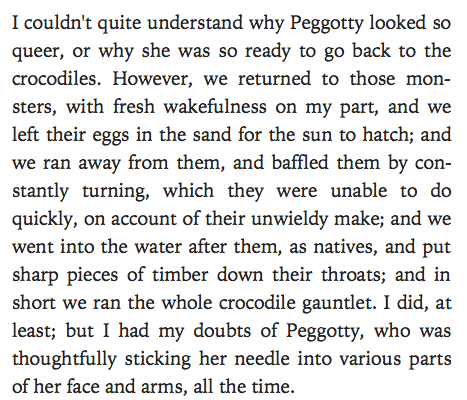 I couldn't quite understand why Peggotty looked so
queer, or why she was so ready to go back to the
crocodiles. However, we returned to those mon-
sters, with fresh wakefulness on my part, and we
left their eggs in the sand for the sun to hatch; and
we ran away from them, and baffled them by con-
stantly turning, which they were unable to do
quickly, on account of their unwieldy make; and we
went into the water after them, as natives, and put
sharp pieces of timber down their throats; and in
short we ran the whole crocodile gauntlet. I did, at
least; but I had my doubts of Peggotty, who was
thoughtfully sticking her needle into various parts
of her face and arms, all the time.